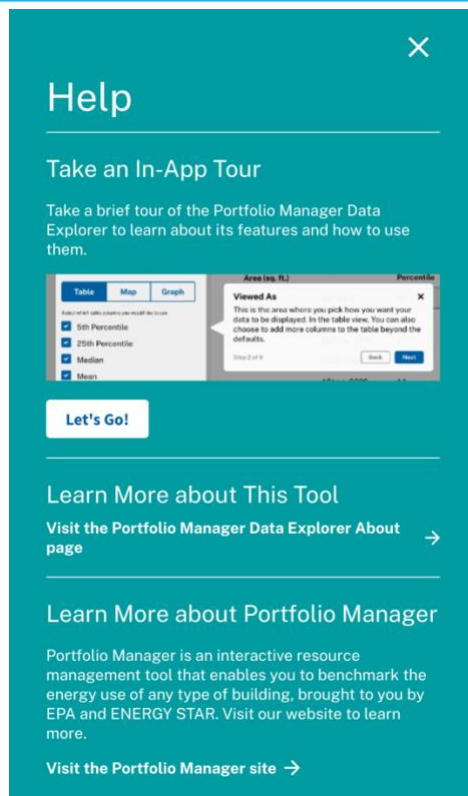 Help
Take an In-App Tour
Take a brief tour of the Portfolio Manager Data
Explorer to learn about its features and how to use
them.
Area (sq. ft.)
Percentile
Table
Map
Graph
5th Percentile
25th Percentile
Median
Mean
Viewed As
This is the area where you pick how you want your
data to be displayed. In the table view, You can also
choose to add more columns to the table beyond the
defaults.
Step 2 of 9
Back
Next
Let's Go!
Learn More about This Tool
Visit the Portfolio Manager Data Explorer About
page
Learn More about Portfolio Manager
Portfolio Manager is an interactive resource
management tool that enables you to benchmark the
energy use of any type of building, brought to you by
EPA and ENERGY STAR. Visit our website to learn
more.
Visit the Portfolio Manager site